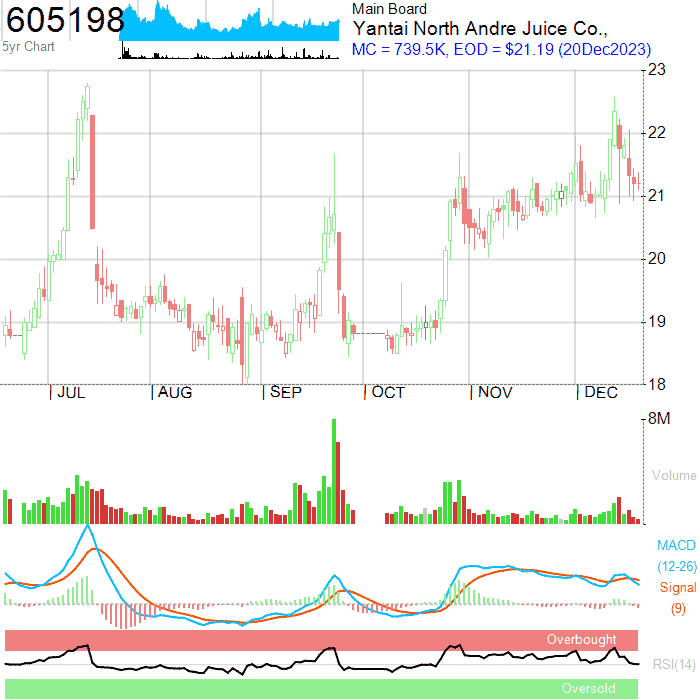 605198
5yr Chart
Main Board
Yantai North Andre Juice Co.,
MC = 739.5K, EOD = $21.19 (20Dec2023)
23
22
21
20
19
18
JUL AUG SEP OCT NOV DEC
8M
Volume
MACD
(12-26)
Signal
(9)
Overbought
RSI(14)
Oversold